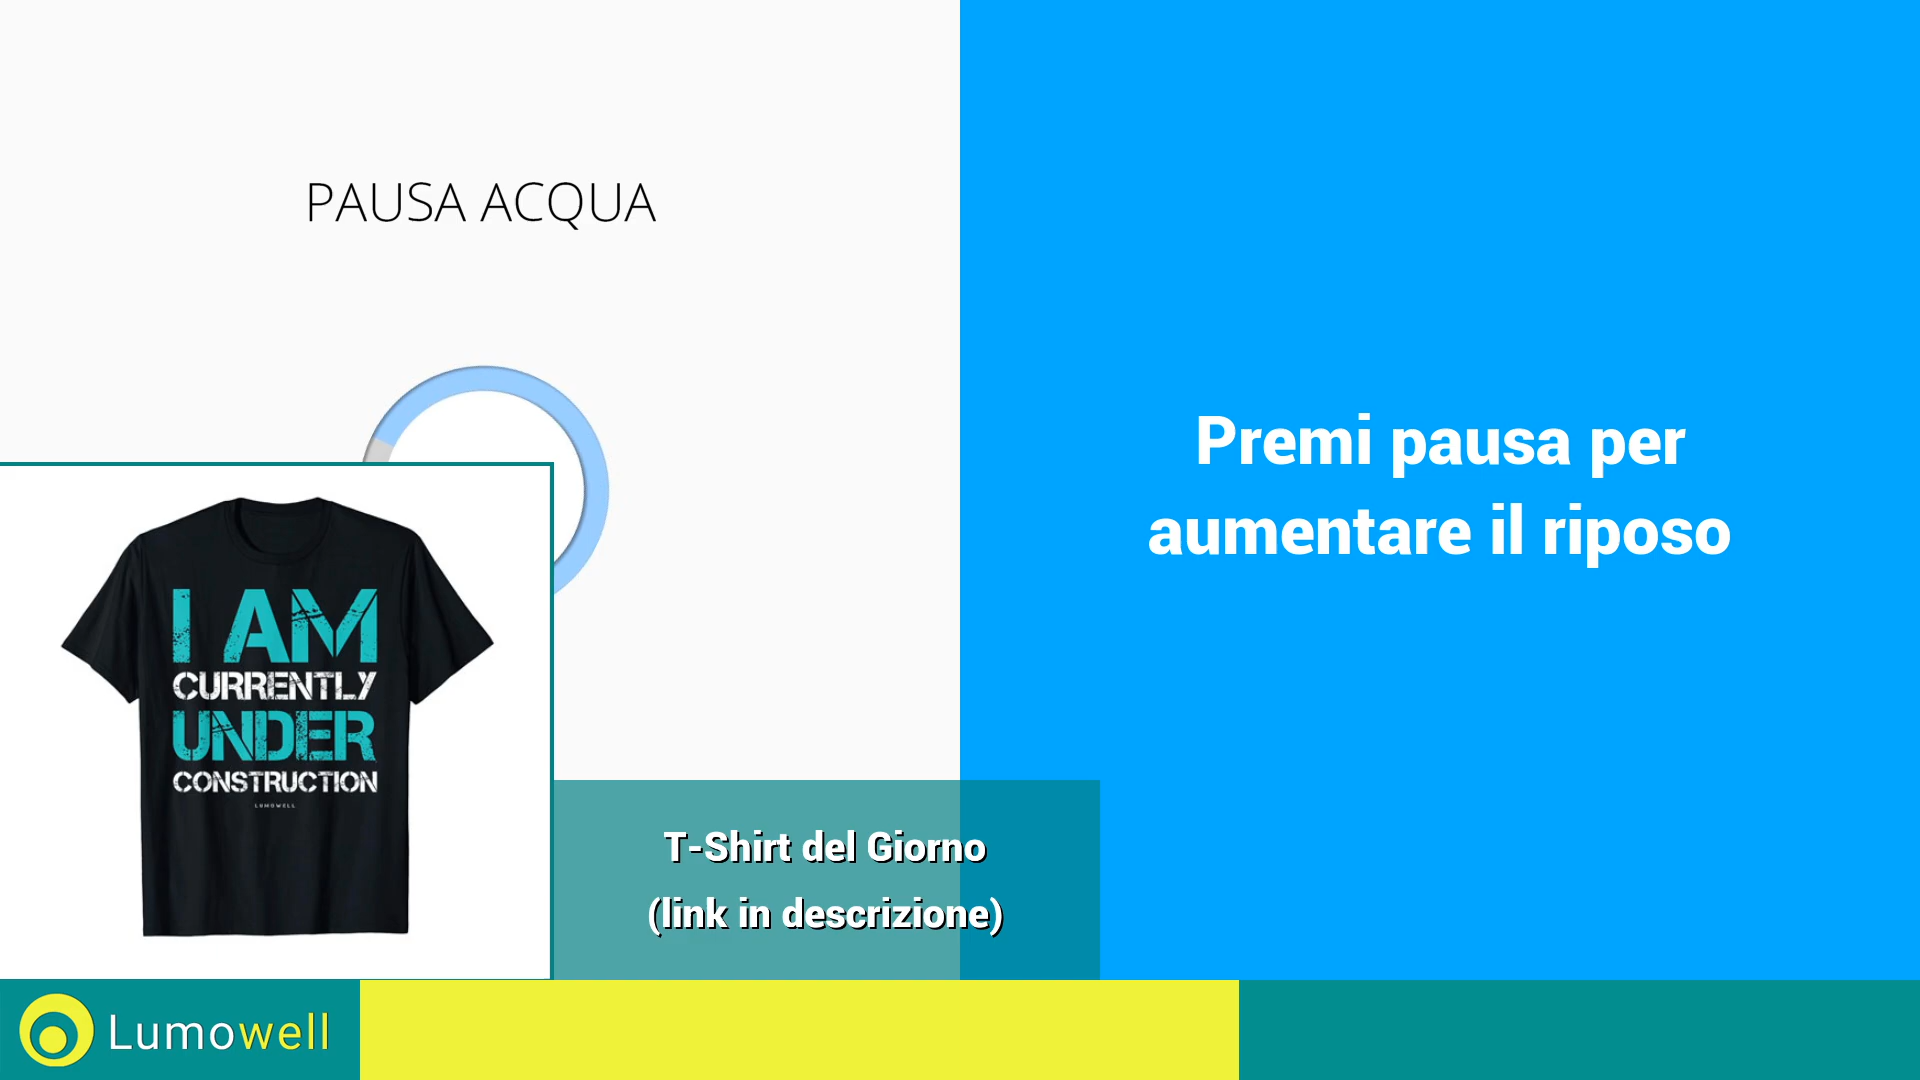 PAUSA ACQUA
Premi pausa per
aumentare il riposo
I AM
CURRENTLY
UNDER
CONSTRUCTION
LUMOWELL
T-Shirt del Giorno
(link in descrizione)
Lumowell